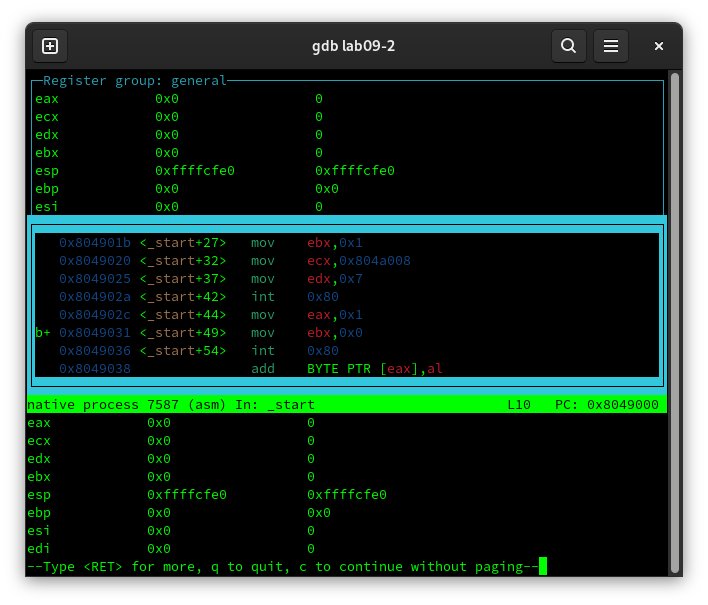 gdb lab09-2
Register group: general
eax 0x0 0
ecx 0x0 0
edx 0x0 0
ebx 0x0 0
esp 0xffffcfe0 0xffffcfe0
ebp 0x0 0x0
esi 0x0 0
0x804901b <_start+27> mov ebx,0x1
0x8049020 <_start+32> mov ecx,0x804a008
0x8049025 <_start+37> mov edx,0x7
0x804902a <_start+42> int 0x80
0x804902c <_start+44> mov eax,0x1
b+ 0x8049031 <_start+49> mov ebx,0x0
0x8049036 <_start+54> int 0x80
0x8049038 add BYTE PTR [eax],al
native process 7587 (asm) In: _start L10 PC: 0x8049000
eax 0x0 0
ecx 0x0 0
edx 0x0 0
ebx 0x0 0
esp 0xffffcfe0 0xffffcfe0
ebp 0x0 0x0
esi 0x0 0
edi 0x0 0
--Type <RET> for more, q to quit, c to continue without paging--